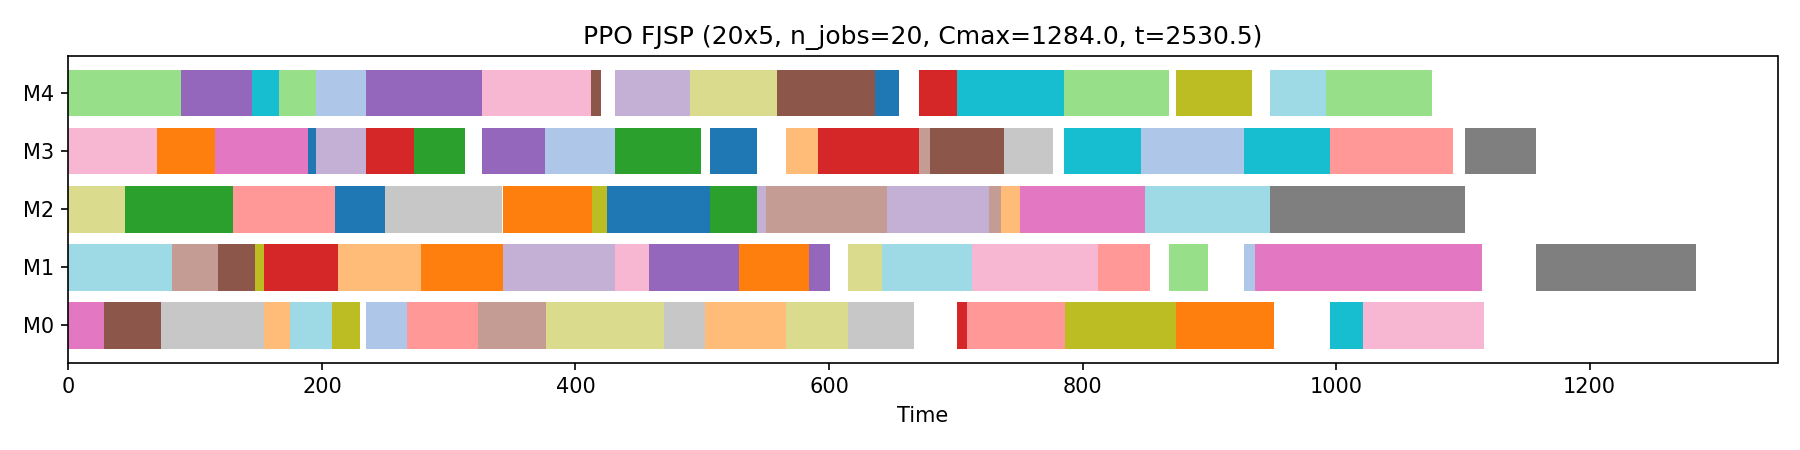 PPO FJSP (20x5, n_jobs=20, Cmax=1284.0, t=2530.5)
M4
M3
M2
M1
M0
0 200 400 600 800 1000 1200
Time